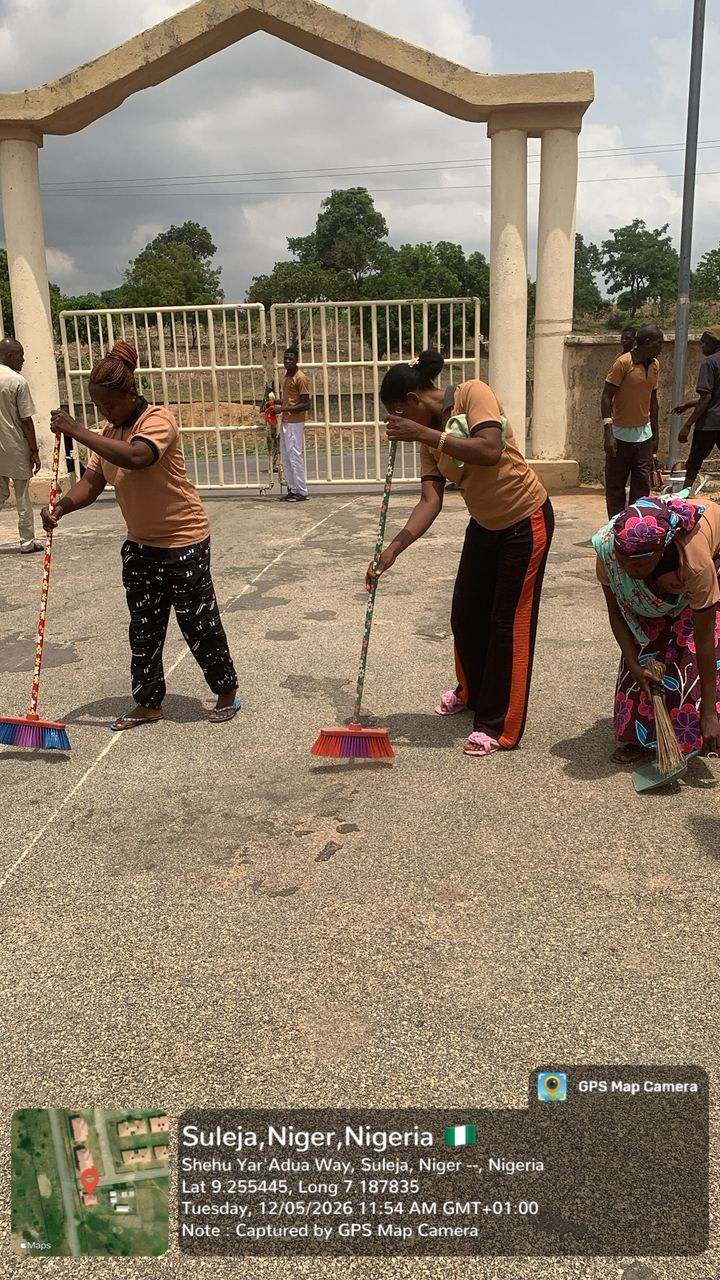 GPS Map Camera
Suleja,Niger,Nigeria
Shehu Yar'Adua Way, Suleja, Niger --, Nigeria
Lat 9.255445, Long 7.187835
Tuesday, 12/05/2026 11:54 AM GMT+01:00
Note : Captured by GPS Map Camera
Maps